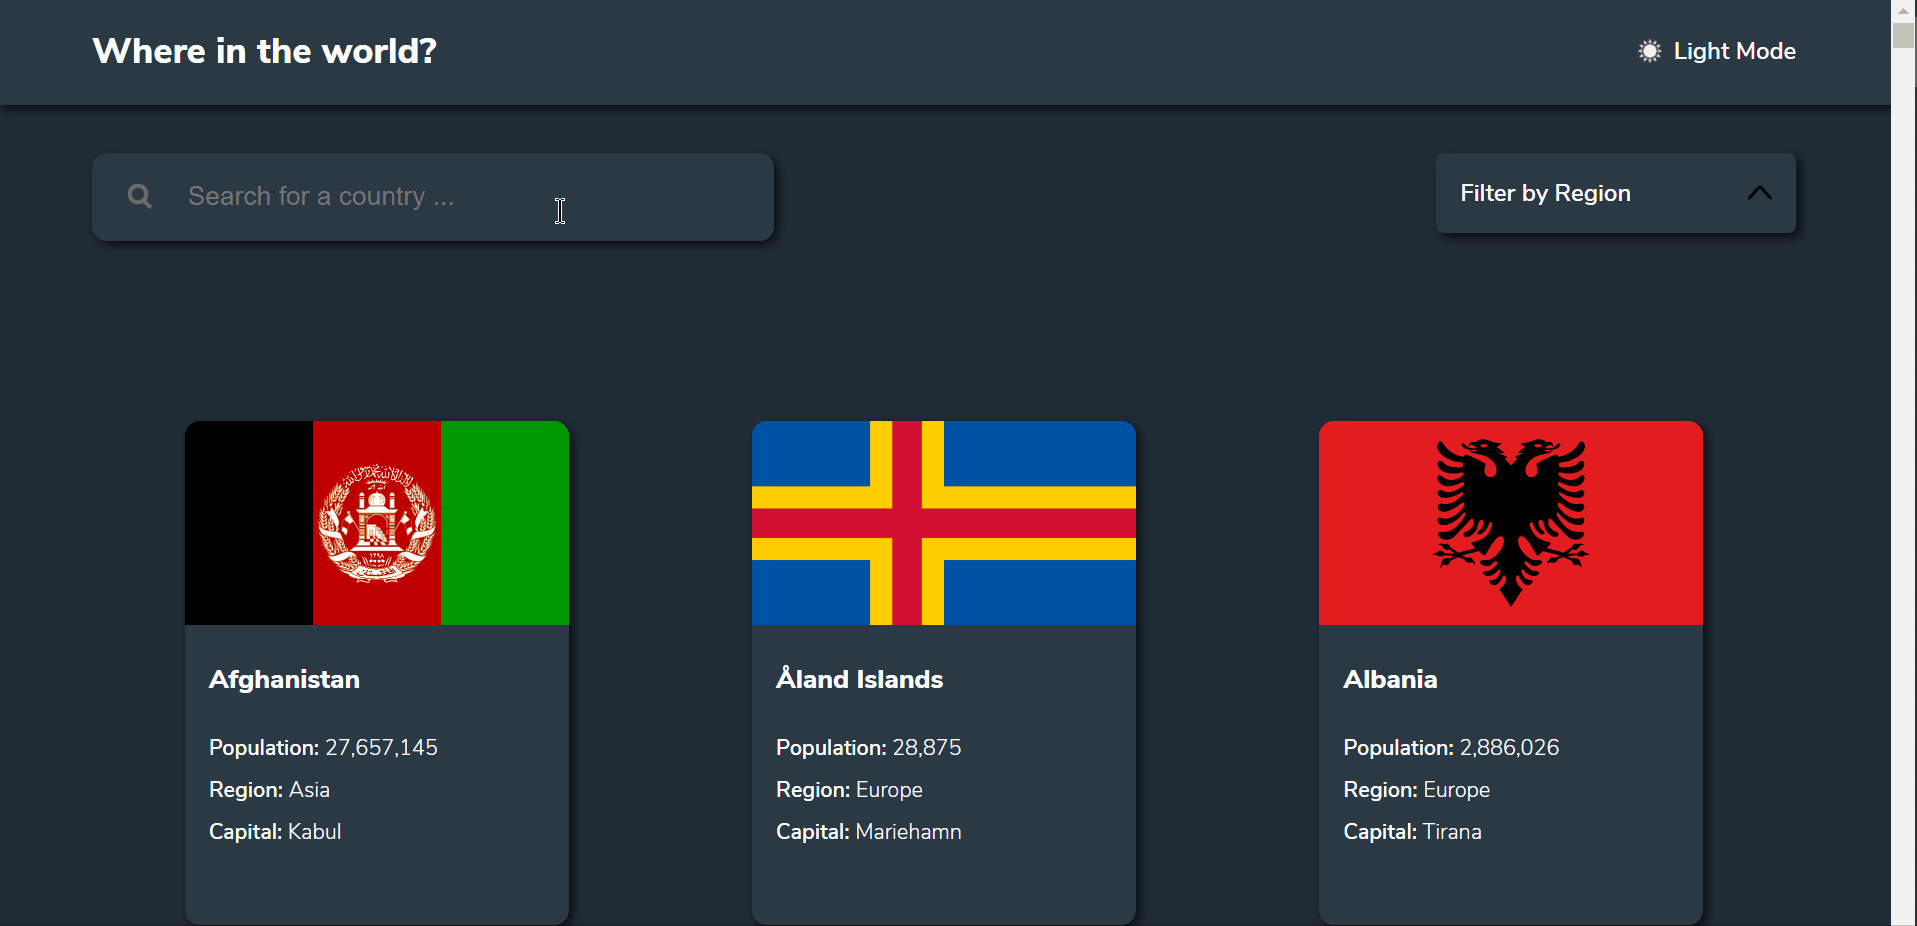 Where in the world?
Light Mode
Search for a country ...
Filter by Region
Afghanistan
Population: 27,657,145
Region: Asia
Capital: Kabul
Åland Islands
Population: 28,875
Region: Europe
Capital: Mariehamn
Albania
Population: 2,886,026
Region: Europe
Capital: Tirana